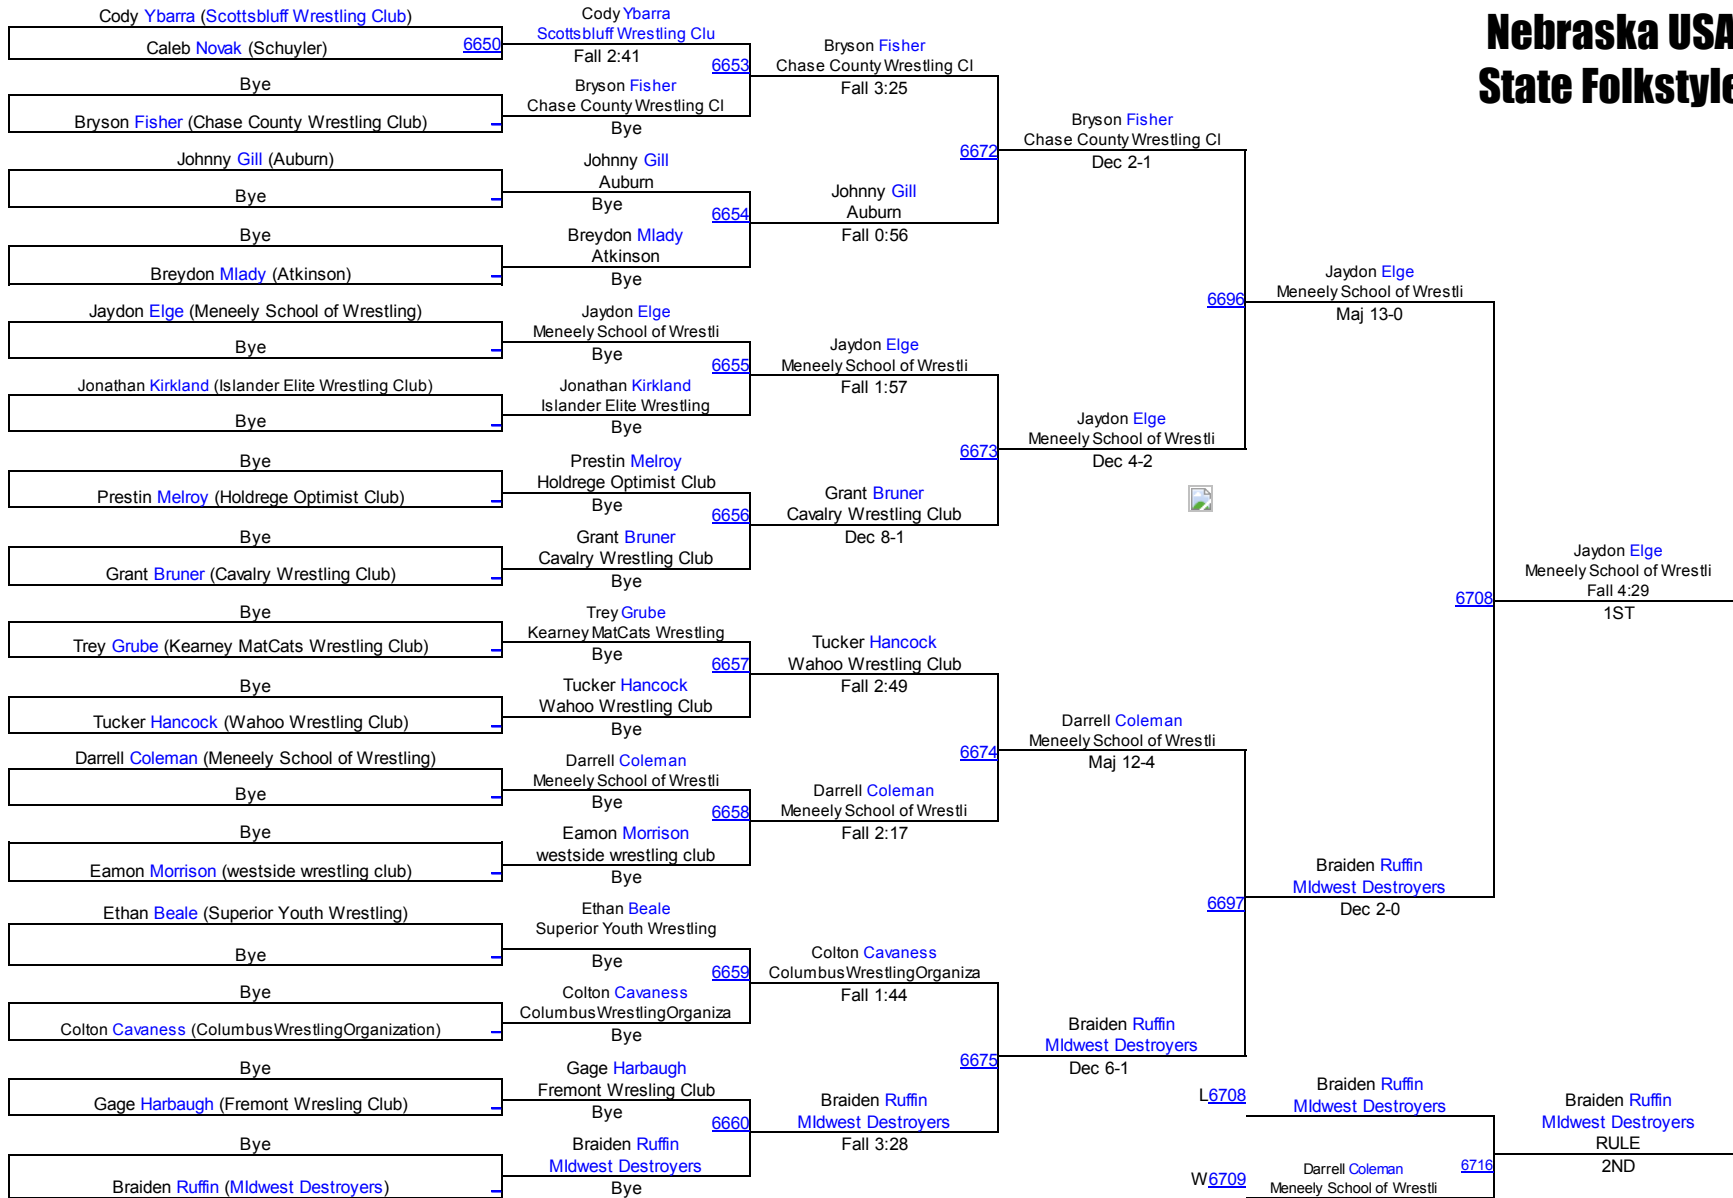 Nebraska USA
State Folkstyle
Cody Ybarra (Scottsbluff Wrestling Club)
Caleb Novak (Schuyler)
6650
Bye
Bryson Fisher (Chase County Wrestling Club)
Johnny Gill (Auburn)
Bye
Bye
Breydon Mlady (Atkinson)
Jaydon Elge (Meneely School of Wrestling)
Bye
Jonathan Kirkland (Islander Elite Wrestling Club)
Bye
Bye
Prestin Melroy (Holdrege Optimist Club)
Bye
Grant Bruner (Cavalry Wrestling Club)
Bye
Trey Grube (Kearney MatCats Wrestling Club)
Bye
Tucker Hancock (Wahoo Wrestling Club)
Darrell Coleman (Meneely School of Wrestling)
Bye
Bye
Eamon Morrison (westside wrestling club)
Ethan Beale (Superior Youth Wrestling)
Bye
Bye
Colton Cavaness (ColumbusWrestlingOrganization)
Bye
Gage Harbaugh (Fremont Wresling Club)
Bye
Braiden Ruffin (MIdwest Destroyers)
Cody Ybarra
Scottsbluff Wrestling Clu
Fall 2:41
6653
Bryson Fisher
Chase County Wrestling Cl
Bye
Johnny Gill
Auburn
Bye
6654
Breydon Mlady
Atkinson
Bye
Jaydon Elge
Meneely School of Wrestli
Bye
6655
Jonathan Kirkland
Islander Elite Wrestling
Bye
Prestin Melroy
Holdrege Optimist Club
Bye
6656
Grant Bruner
Cavalry Wrestling Club
Bye
Trey Grube
Kearney MatCats Wrestling
Bye
6657
Tucker Hancock
Wahoo Wrestling Club
Bye
Darrell Coleman
Meneely School of Wrestli
Bye
6658
Eamon Morrison
westside wrestling club
Bye
Ethan Beale
Superior Youth Wrestling
Bye
6659
Colton Cavaness
ColumbusWrestlingOrganiza
Bye
Gage Harbaugh
Fremont Wresling Club
Bye
6660
Braiden Ruffin
MIdwest Destroyers
Bye
Bryson Fisher
Chase County Wrestling Cl
Fall 3:25
6672
Johnny Gill
Auburn
Fall 0:56
Jaydon Elge
Meneely School of Wrestli
Fall 1:57
6673
Grant Bruner
Cavalry Wrestling Club
Dec 8-1
Tucker Hancock
Wahoo Wrestling Club
Fall 2:49
6674
Darrell Coleman
Meneely School of Wrestli
Fall 2:17
Colton Cavaness
ColumbusWrestlingOrganiza
Fall 1:44
6675
Braiden Ruffin
MIdwest Destroyers
Fall 3:28
Bryson Fisher
Chase County Wrestling Cl
Dec 2-1
6696
Jaydon Elge
Meneely School of Wrestli
Dec 4-2
Darrell Coleman
Meneely School of Wrestli
Maj 12-4
6697
Braiden Ruffin
MIdwest Destroyers
Dec 6-1
Jaydon Elge
Meneely School of Wrestli
Maj 13-0
6708
Braiden Ruffin
MIdwest Destroyers
Dec 2-0
Jaydon Elge
Meneely School of Wrestli
Fall 4:29
1ST
L6708
Braiden Ruffin
MIdwest Destroyers
W6709
Darrell Coleman
Meneely School of Wrestli
6716
Braiden Ruffin
MIdwest Destroyers
RULE
2ND